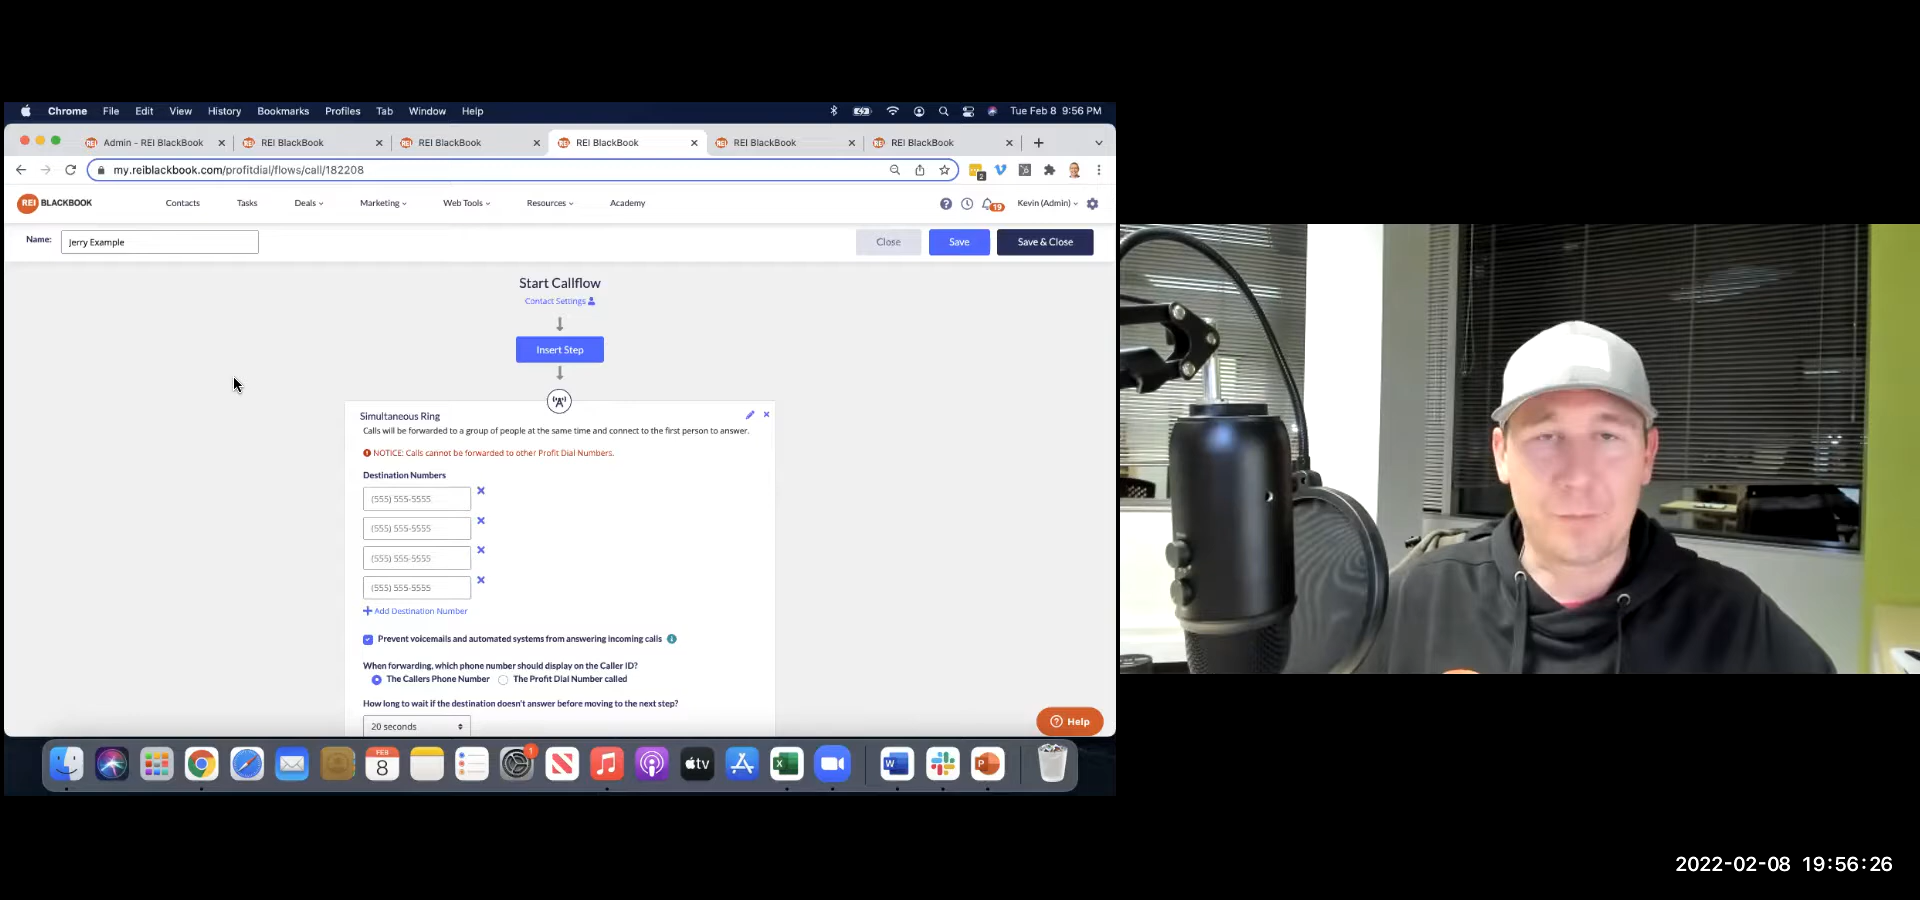 Chrome File Edit View History Bookmarks Profiles Tab Window Help Tue Feb 8 9:56 PM
Admin - REI BlackBook REI BlackBook REI BlackBook REI BlackBook REI BlackBook REI BlackBook
my.reiblackbook.com/profitdial/flows/call/182208 2
REI BLACKBOOK Contacts Tasks Deals Marketing Web Tools Resources Academy 19 Kevin (Admin)
Name: Jerry Example Close Save Save & Close
Start Callflow
Contact Settings
Insert Step
Simultaneous Ring
Calls will be forwarded to a group of people at the same time and connect to the first person to answer.
NOTICE: Calls cannot be forwarded to other Profit Dial Numbers.
Destination Numbers
(555) 555-5555
(555) 555-5555
(555) 555-5555
(555) 555-5555
Add Destination Number
Prevent voicemails and automated systems from answering incoming calls
When forwarding, which phone number should display on the Caller ID?
The Callers Phone Number The Profit Dial Number called
How long to wait if the destination doesn't answer before moving to the next step?
20 seconds
Help
FEB
8
1
tv
2022-02-08 19:56:26